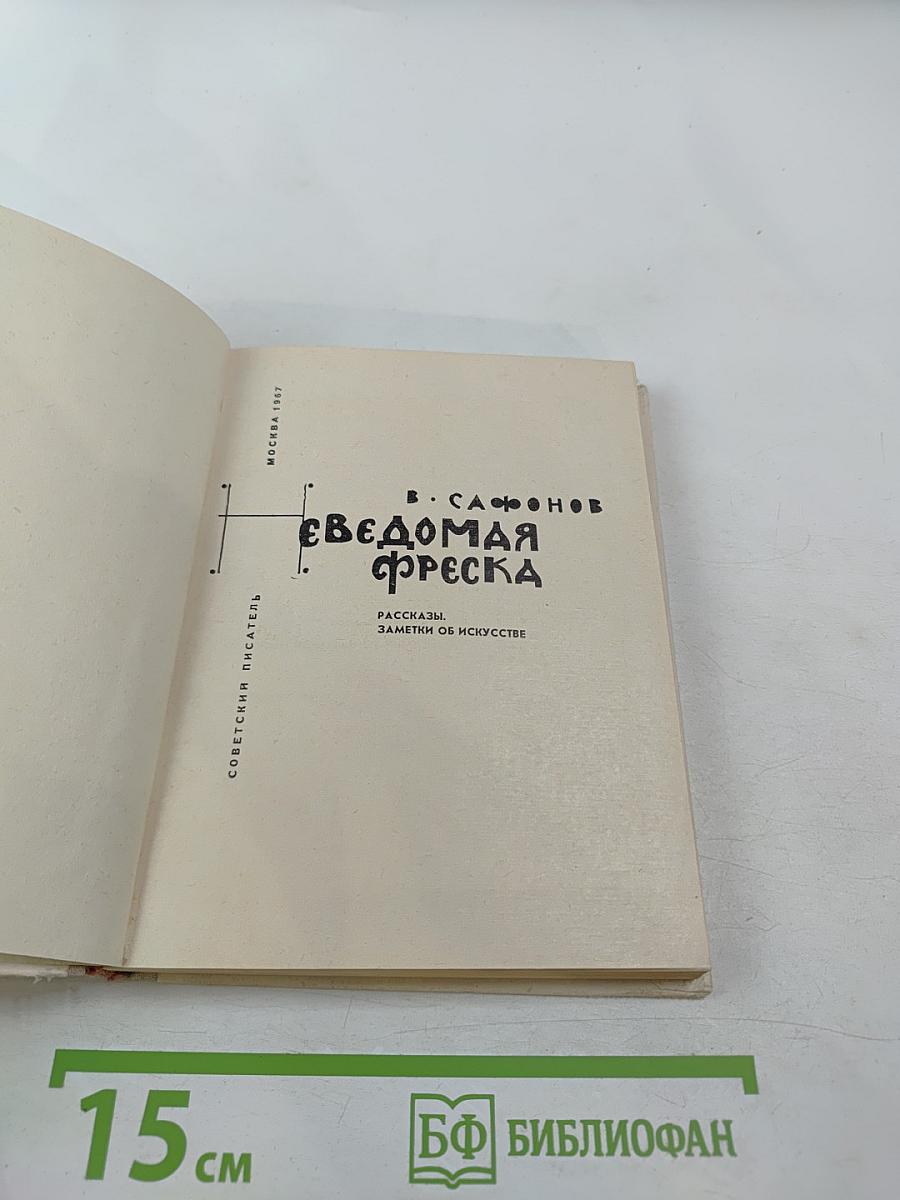 МОСКВА 1967
В. САФОНОВ
НЕВЕДОМАЯ
ФРЕСКА
РАССКАЗЫ.
ЗАМЕТКИ ОБ ИСКУССТВЕ
СОВЕТСКИЙ ПИСАТЕЛЬ
15 см
БФ БИБЛИОФАН